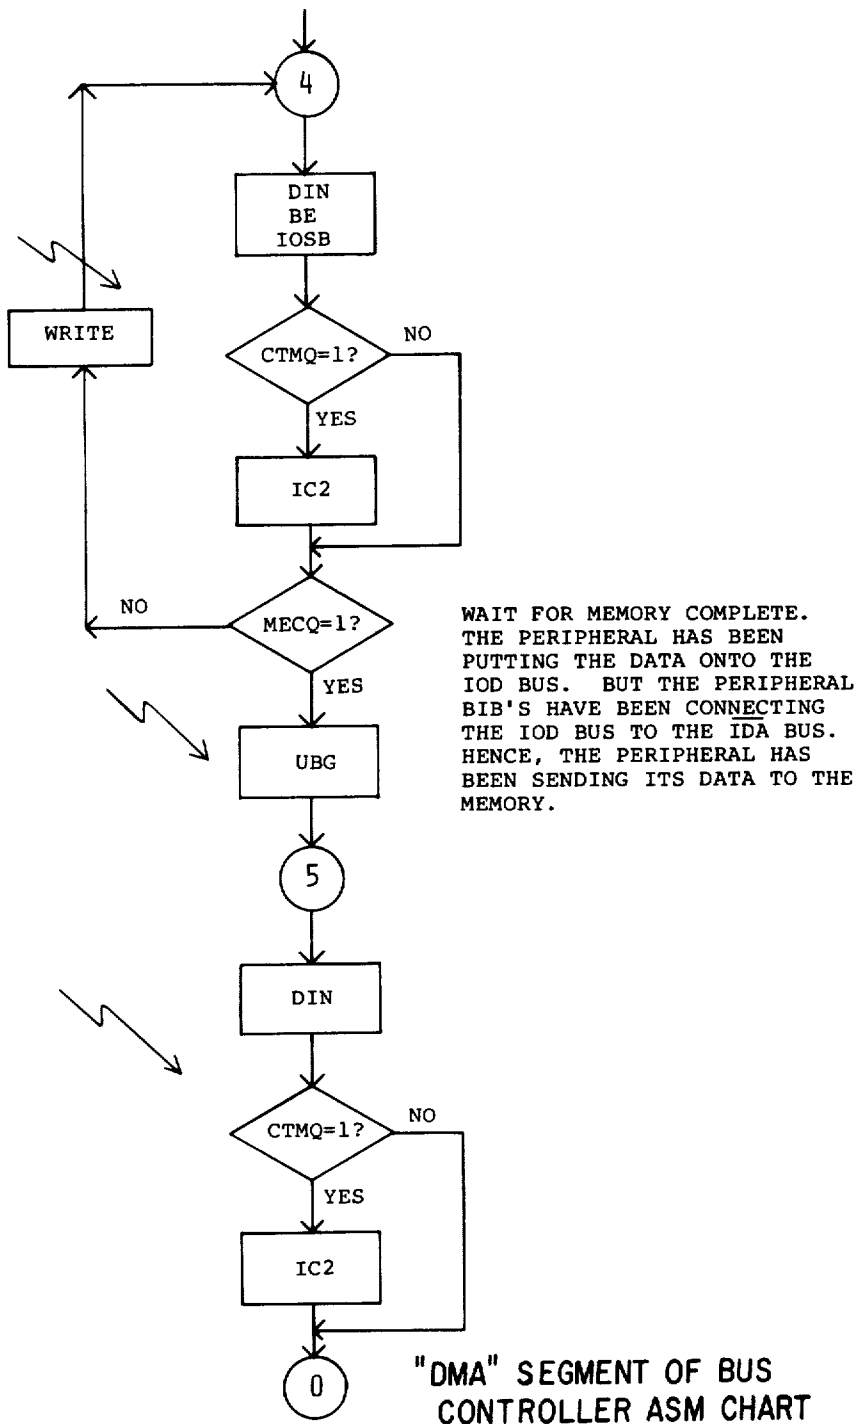 4
DIN
BE
IOSB
WRITE
CTMQ=1?
NO
YES
IC2
NO
MECQ=1?
YES
WAIT FOR MEMORY COMPLETE.
THE PERIPHERAL HAS BEEN
PUTTING THE DATA ONTO THE
IOD BUS. BUT THE PERIPHERAL
BIB'S HAVE BEEN CONNECTING
THE IOD BUS TO THE I̅D̅A̅ BUS.
HENCE, THE PERIPHERAL HAS
BEEN SENDING ITS DATA TO THE
MEMORY.
UBG
5
DIN
CTMQ=1?
NO
YES
IC2
0
"DMA" SEGMENT OF BUS
CONTROLLER ASM CHART